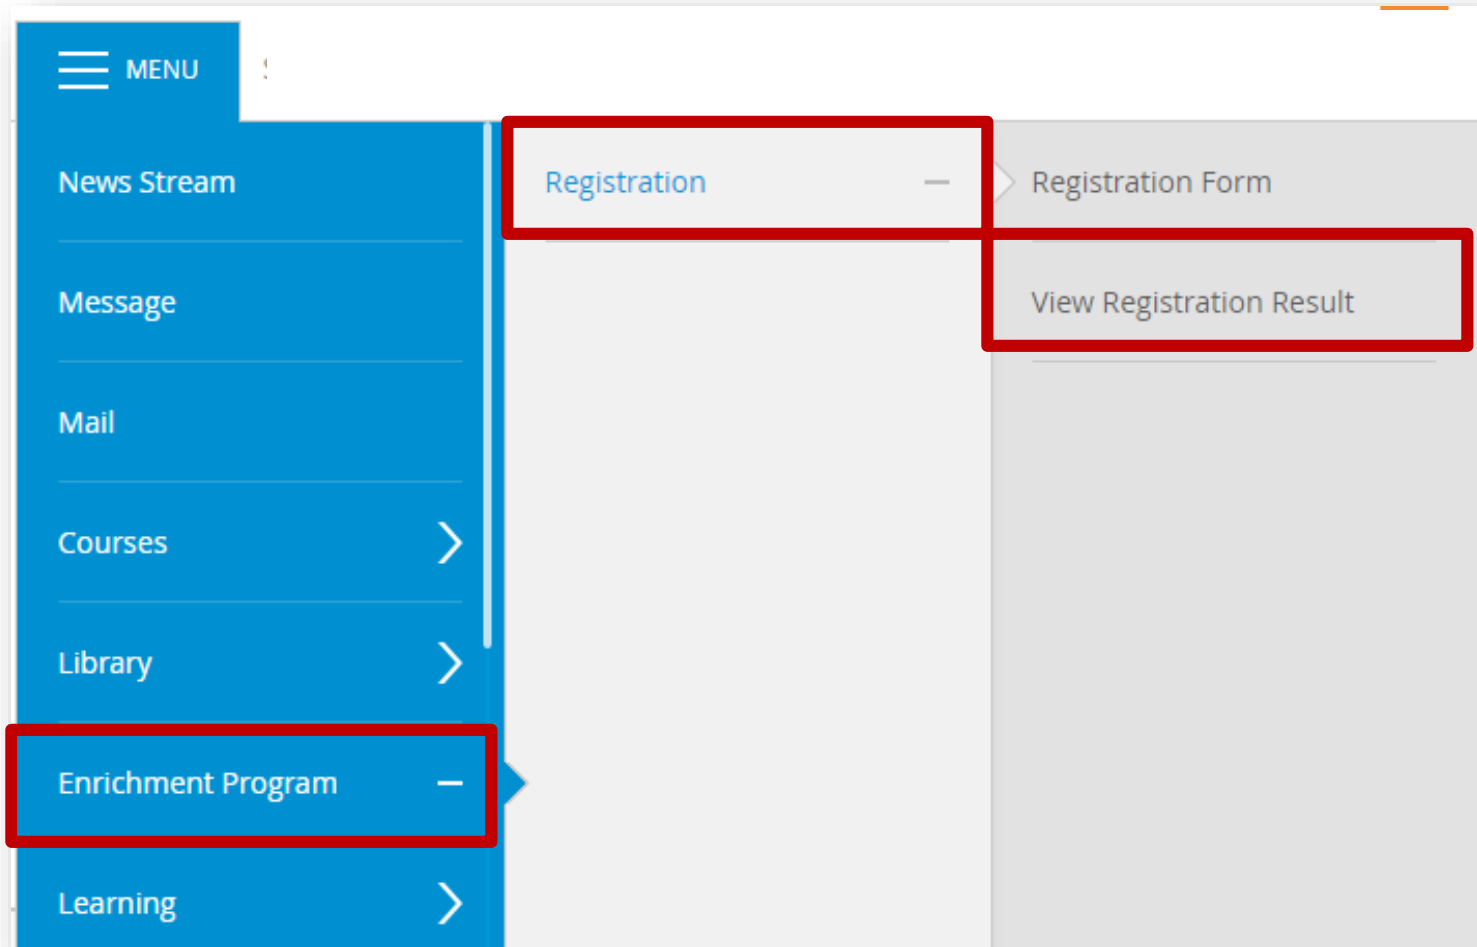 MENU
News Stream
Registration
Registration Form
Message
View Registration Result
Mail
Courses
Library
Enrichment Program
Learning